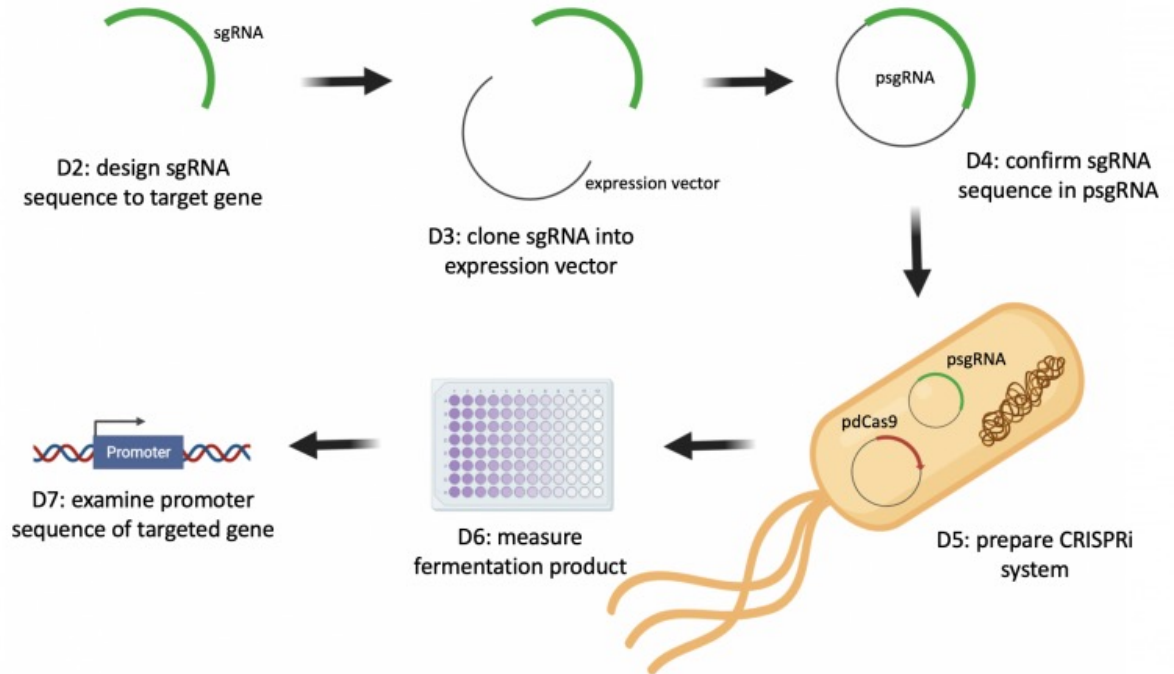 sgRNA
D2: design sgRNA
sequence to target gene
expression vector
D3: clone sgRNA into
expression vector
psgRNA
D4: confirm sgRNA
sequence in psgRNA
psgRNA
pdCas9
D5: prepare CRISPRi
system
D6: measure
fermentation product
Promoter
D7: examine promoter
sequence of targeted gene